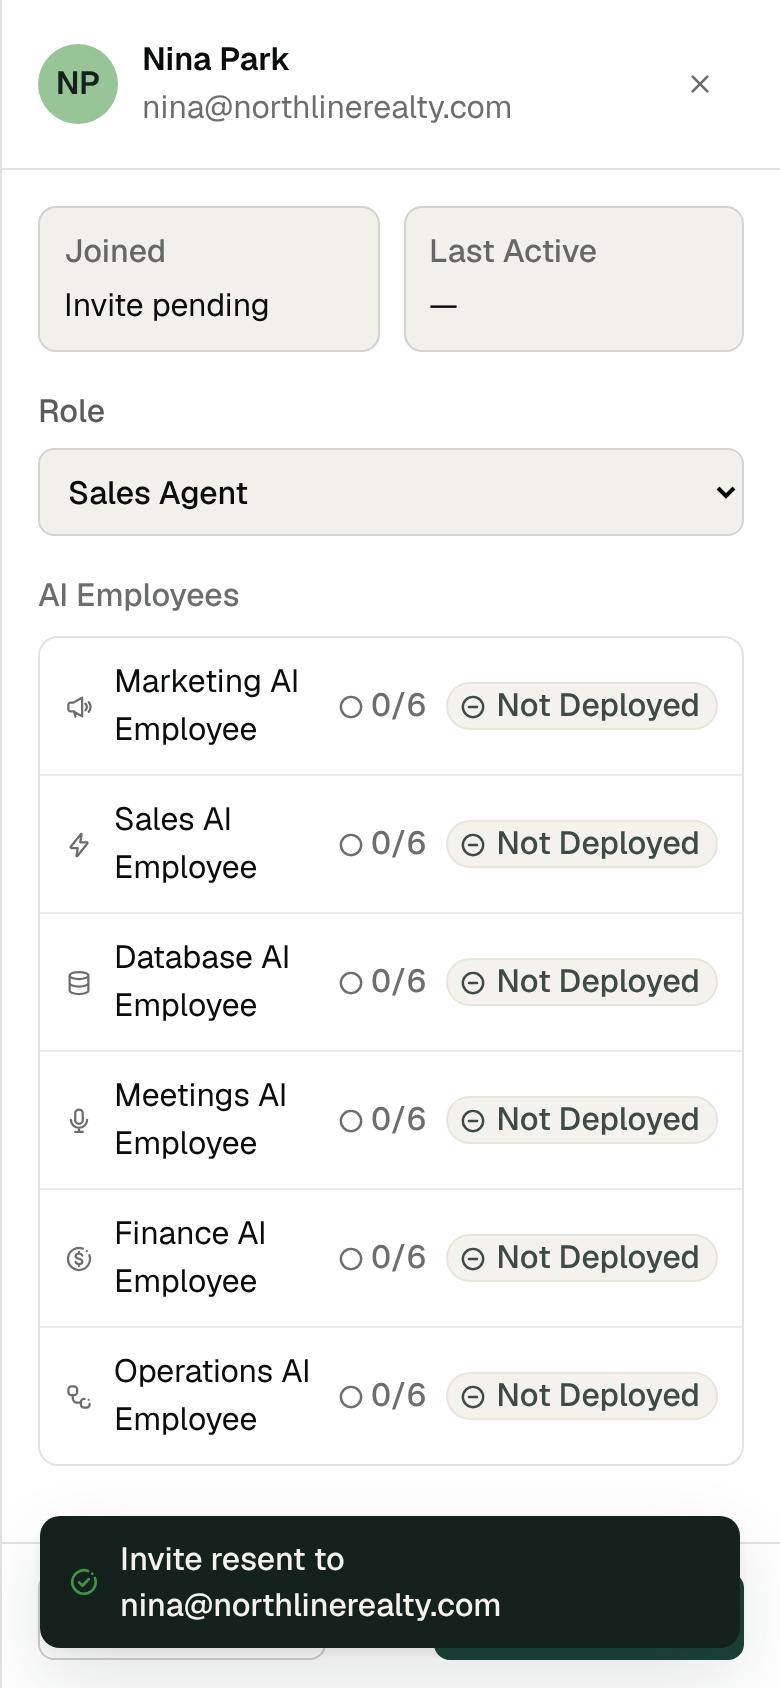 NP
Nina Park
nina@northlinerealty.com
Joined
Invite pending
Last Active
—
Role
Sales Agent
AI Employees
Marketing AI
Employee
0/6
Not Deployed
Sales AI
Employee
0/6
Not Deployed
Database AI
Employee
0/6
Not Deployed
Meetings AI
Employee
0/6
Not Deployed
Finance AI
Employee
0/6
Not Deployed
Operations AI
Employee
0/6
Not Deployed
Invite resent to
nina@northlinerealty.com